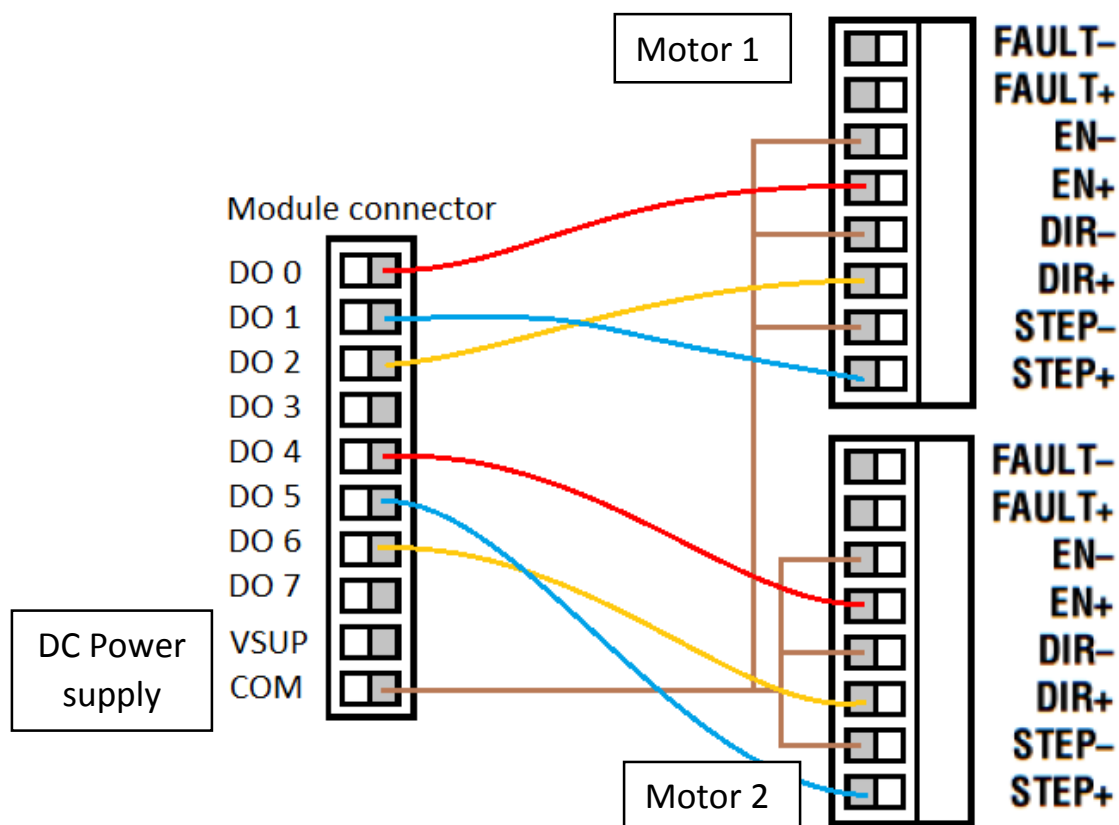 Motor 1
FAULT–
FAULT+
EN–
EN+
DIR–
DIR+
STEP–
STEP+
Module connector
DO 0
DO 1
DO 2
DO 3
DO 4
DO 5
DO 6
DO 7
VSUP
COM
DC Power
supply
FAULT–
FAULT+
EN–
EN+
DIR–
DIR+
STEP–
STEP+
Motor 2